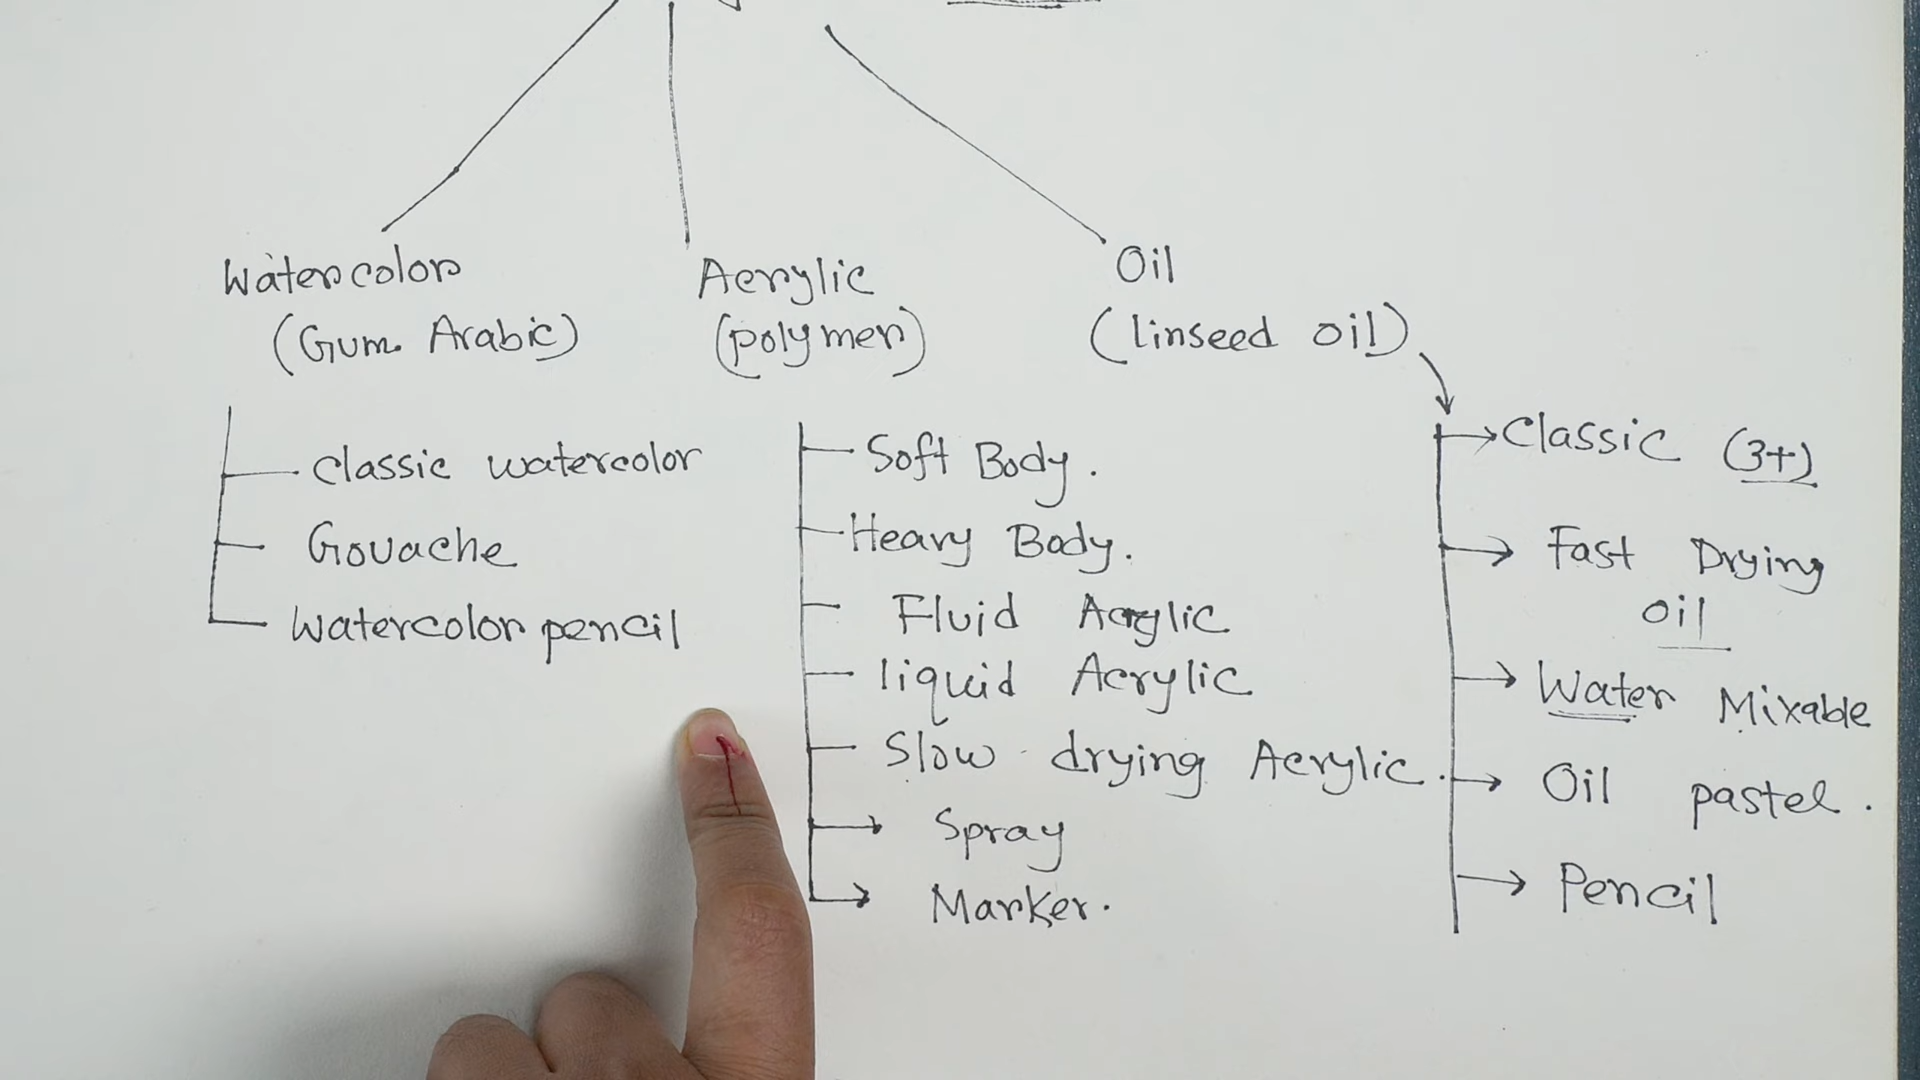 Watercolor
(Gum Arabic)
Classic watercolor
Gouache
Watercolor pencil
Acrylic
(polymer)
Soft Body.
Heavy Body.
Fluid Acrylic
liquid Acrylic
Slow drying Acrylic.
Spray
Marker.
Oil
(linseed oil)
Classic (3+)
Fast Drying
oil
Water Mixable
Oil pastel.
Pencil